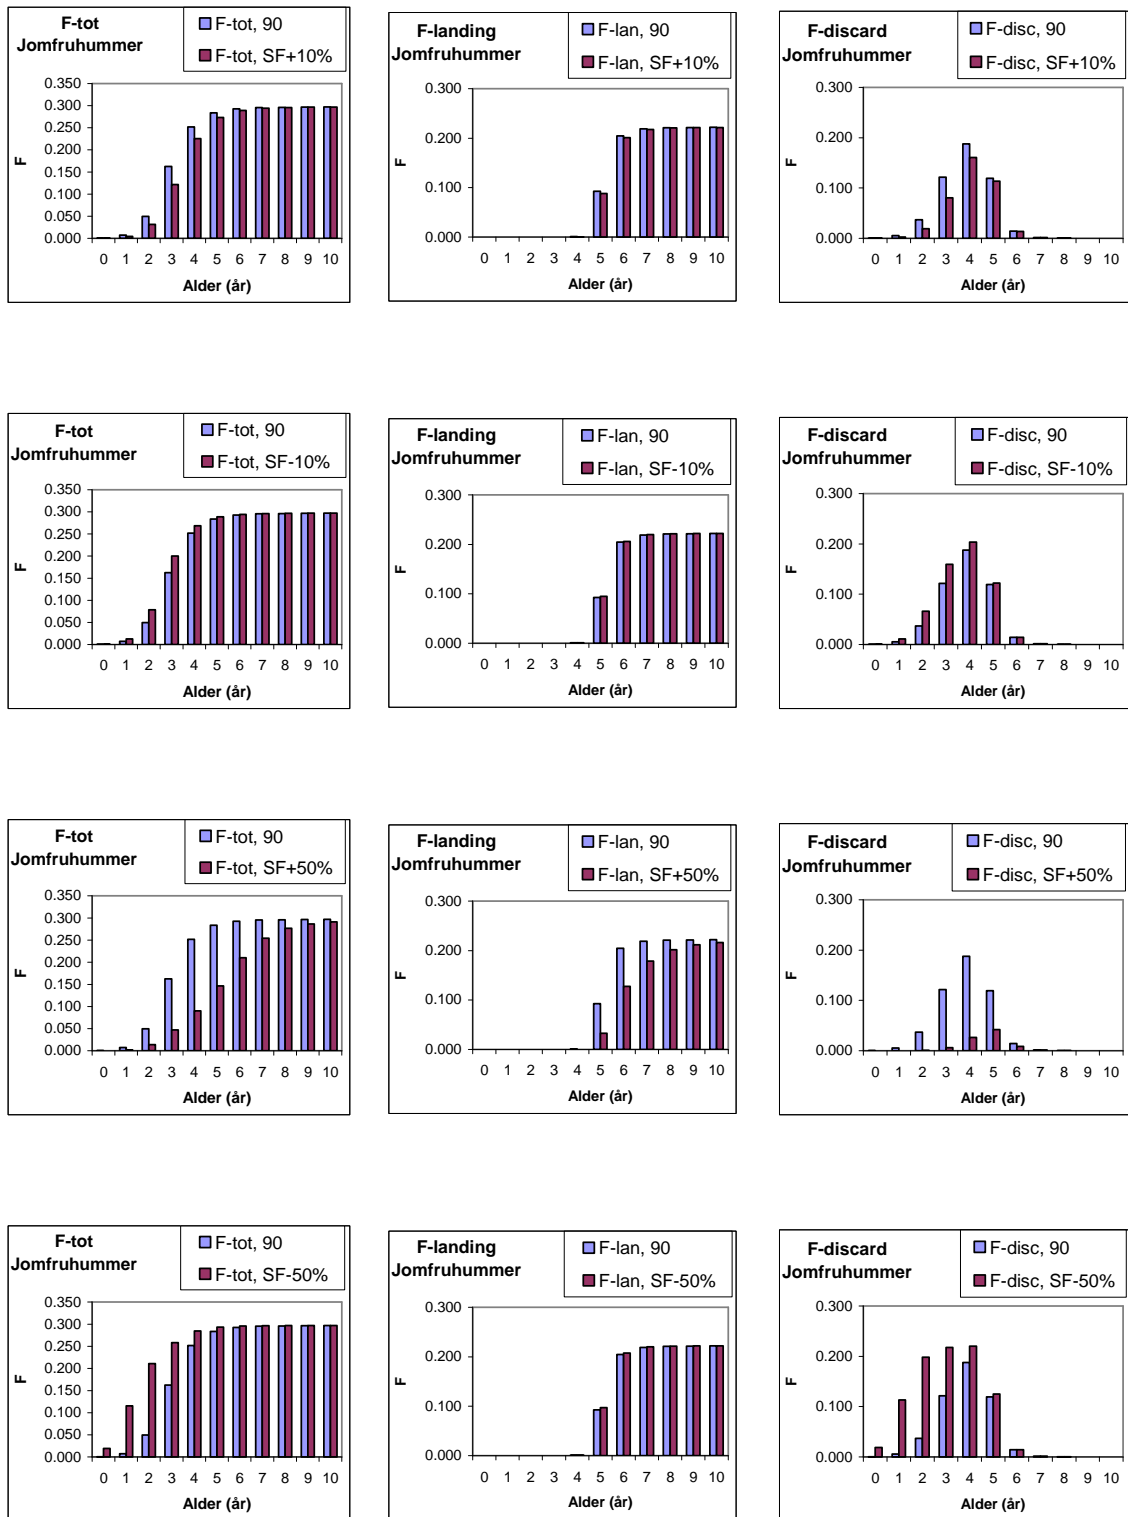 F-tot
Jomfruhummer
F-tot, 90
F-tot, SF+10%
0.350
0.300
0.250
0.200
0.150
0.100
0.050
0.000
F
0 1 2 3 4 5 6 7 8 9 10
Alder (år)
F-landing
Jomfruhummer
F-lan, 90
F-lan, SF+10%
0.300
0.200
0.100
0.000
F
0 1 2 3 4 5 6 7 8 9 10
Alder (år)
F-discard
Jomfruhummer
F-disc, 90
F-disc, SF+10%
0.300
0.200
0.100
0.000
F
0 1 2 3 4 5 6 7 8 9 10
Alder (år)
F-tot
Jomfruhummer
F-tot, 90
F-tot, SF-10%
0.350
0.300
0.250
0.200
0.150
0.100
0.050
0.000
F
0 1 2 3 4 5 6 7 8 9 10
Alder (år)
F-landing
Jomfruhummer
F-lan, 90
F-lan, SF-10%
0.300
0.200
0.100
0.000
F
0 1 2 3 4 5 6 7 8 9 10
Alder (år)
F-discard
Jomfruhummer
F-disc, 90
F-disc, SF-10%
0.300
0.200
0.100
0.000
F
0 1 2 3 4 5 6 7 8 9 10
Alder (år)
F-tot
Jomfruhummer
F-tot, 90
F-tot, SF+50%
0.350
0.300
0.250
0.200
0.150
0.100
0.050
0.000
F
0 1 2 3 4 5 6 7 8 9 10
Alder (år)
F-landing
Jomfruhummer
F-lan, 90
F-lan, SF+50%
0.300
0.200
0.100
0.000
F
0 1 2 3 4 5 6 7 8 9 10
Alder (år)
F-discard
Jomfruhummer
F-disc, 90
F-disc, SF+50%
0.300
0.200
0.100
0.000
F
0 1 2 3 4 5 6 7 8 9 10
Alder (år)
F-tot
Jomfruhummer
F-tot, 90
F-tot, SF-50%
0.350
0.300
0.250
0.200
0.150
0.100
0.050
0.000
F
0 1 2 3 4 5 6 7 8 9 10
Alder (år)
F-landing
Jomfruhummer
F-lan, 90
F-lan, SF-50%
0.300
0.200
0.100
0.000
F
0 1 2 3 4 5 6 7 8 9 10
Alder (år)
F-discard
Jomfruhummer
F-disc, 90
F-disc, SF-50%
0.300
0.200
0.100
0.000
F
0 1 2 3 4 5 6 7 8 9 10
Alder (år)